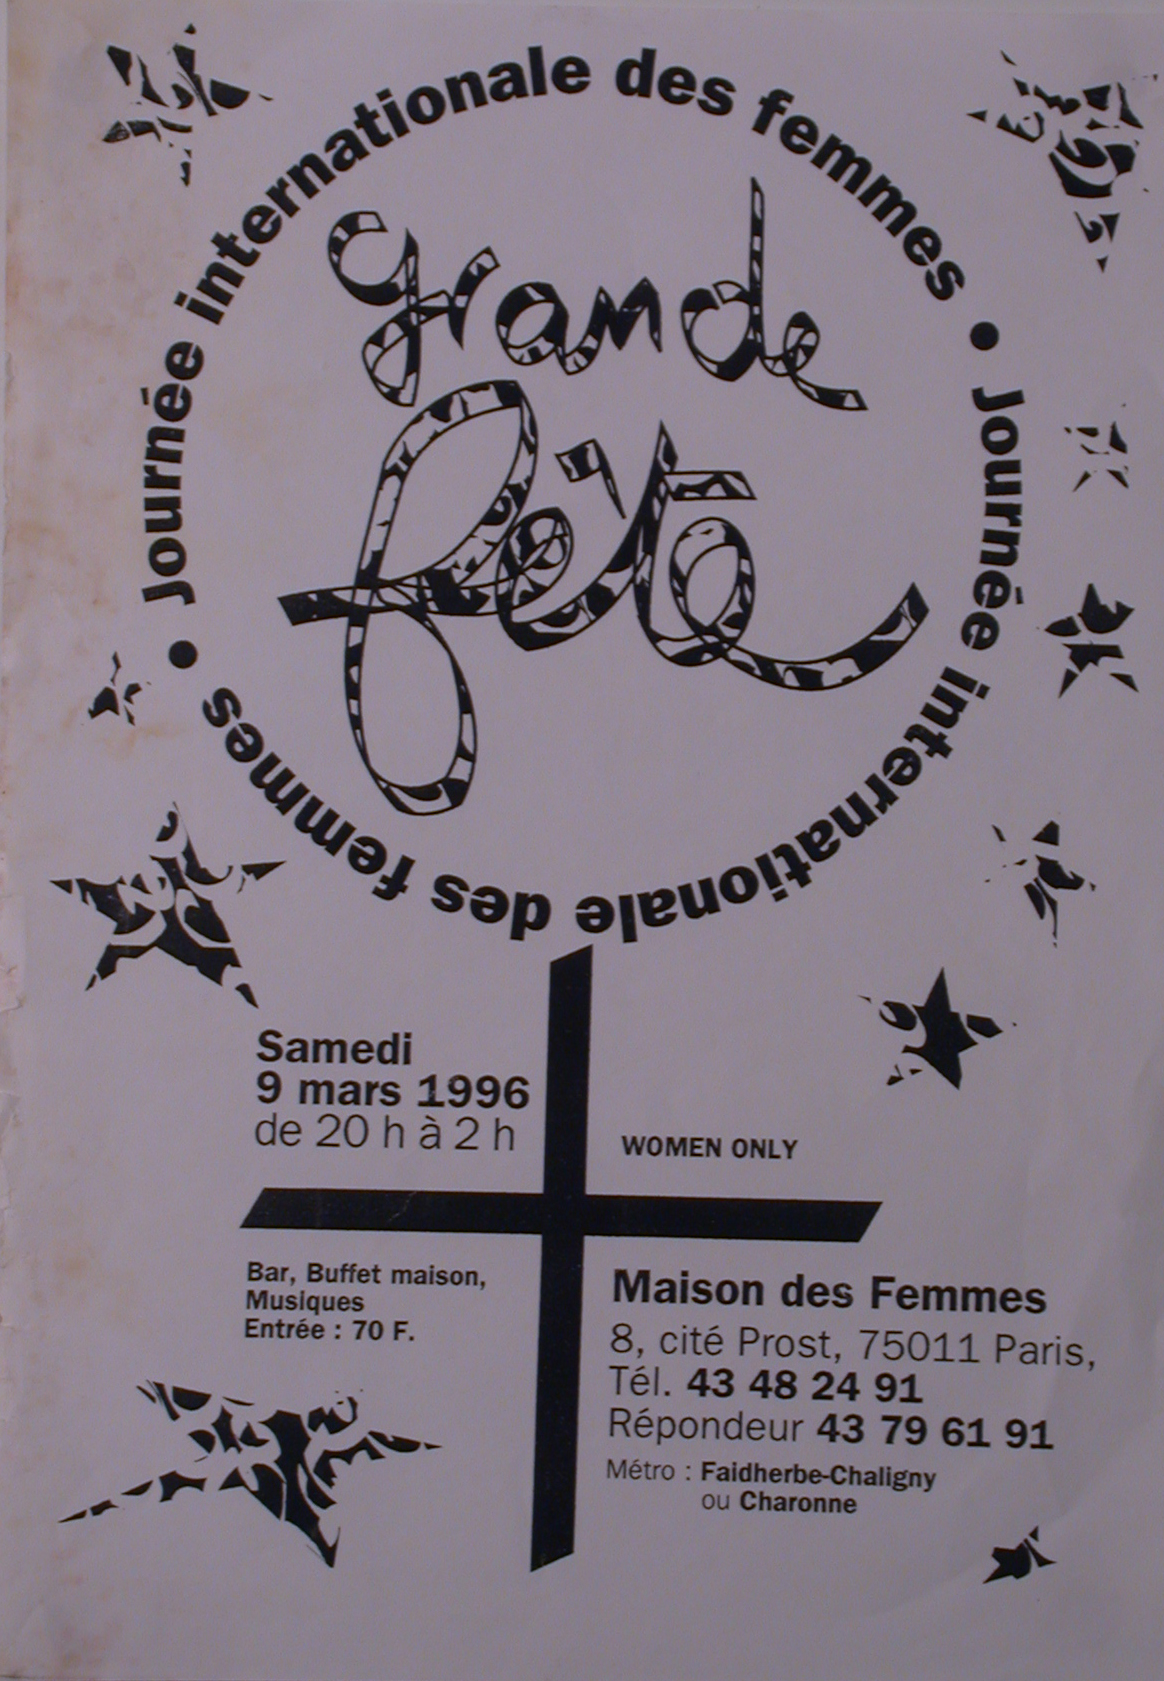 Journée internationale des femmes • Journée internationale des femmes •
grande
fête
Samedi
9 mars 1996
de 20 h à 2 h
WOMEN ONLY
Bar, Buffet maison,
Musiques
Entrée : 70 F.
Maison des Femmes
8, cité Prost, 75011 Paris,
Tél. 43 48 24 91
Répondeur 43 79 61 91
Métro : Faidherbe-Chaligny
ou Charonne